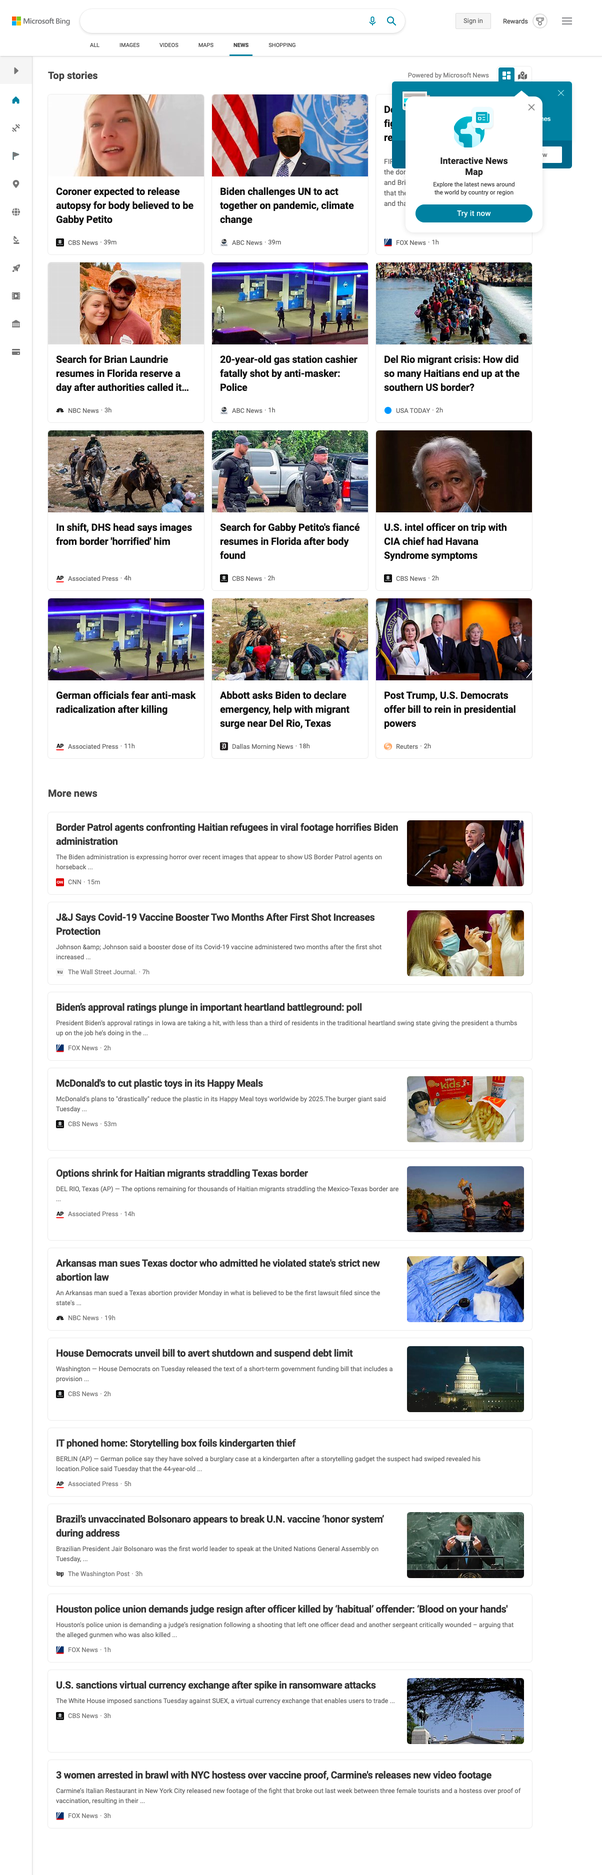 Microsoft Bing
Sign in
Rewards
ALL
IMAGES
VIDEOS
MAPS
NEWS
SHOPPING
Top stories
Powered by Microsoft News
Interactive News
Map
Explore the latest news around
the world by country or region
Try it now
Coroner expected to release
autopsy for body believed to be
Gabby Petito
CBS News · 39m
Biden challenges UN to act
together on pandemic, climate
change
ABC News · 39m
FOX News · 1h
Search for Brian Laundrie
resumes in Florida reserve a
day after authorities called it...
NBC News · 3h
20-year-old gas station cashier
fatally shot by anti-masker:
Police
ABC News · 1h
Del Rio migrant crisis: How did
so many Haitians end up at the
southern US border?
USA TODAY · 2h
In shift, DHS head says images
from border 'horrified' him
AP Associated Press · 4h
Search for Gabby Petito's fiancé
resumes in Florida after body
found
CBS News · 2h
U.S. intel officer on trip with
CIA chief had Havana
Syndrome symptoms
CBS News · 2h
German officials fear anti-mask
radicalization after killing
AP Associated Press · 11h
Abbott asks Biden to declare
emergency, help with migrant
surge near Del Rio, Texas
Dallas Morning News · 18h
Post Trump, U.S. Democrats
offer bill to rein in presidential
powers
Reuters · 2h
More news
Border Patrol agents confronting Haitian refugees in viral footage horrifies Biden
administration
The Biden administration is expressing horror over recent images that appear to show US Border Patrol agents on
horseback ...
CNN · 15m
J&J Says Covid-19 Vaccine Booster Two Months After First Shot Increases
Protection
Johnson &amp; Johnson said a booster dose of its Covid-19 vaccine administered two months after the first shot
increased ...
The Wall Street Journal. · 7h
Biden's approval ratings plunge in important heartland battleground: poll
President Biden's approval ratings in Iowa are taking a hit, with less than a third of residents in the traditional heartland swing state giving the president a thumbs
up on the job he's doing in the ...
FOX News · 2h
McDonald's to cut plastic toys in its Happy Meals
McDonald's plans to "drastically" reduce the plastic in its Happy Meal toys worldwide by 2025.The burger giant said
Tuesday ...
CBS News · 53m
kids
Options shrink for Haitian migrants straddling Texas border
DEL RIO, Texas (AP) — The options remaining for thousands of Haitian migrants straddling the Mexico-Texas border are
...
AP Associated Press · 14h
Arkansas man sues Texas doctor who admitted he violated state's strict new
abortion law
An Arkansas man sued a Texas abortion provider Monday in what is believed to be the first lawsuit filed since the
state's ...
NBC News · 19h
House Democrats unveil bill to avert shutdown and suspend debt limit
Washington — House Democrats on Tuesday released the text of a short-term government funding bill that includes a
provision ...
CBS News · 2h
IT phoned home: Storytelling box foils kindergarten thief
BERLIN (AP) — German police say they have solved a burglary case at a kindergarten after a storytelling gadget the suspect had swiped revealed his
location.Police said Tuesday that the 44-year-old ...
AP Associated Press · 5h
Brazil's unvaccinated Bolsonaro appears to break U.N. vaccine 'honor system'
during address
Brazilian President Jair Bolsonaro was the first world leader to speak at the United Nations General Assembly on
Tuesday, ...
wp The Washington Post · 3h
Houston police union demands judge resign after officer killed by 'habitual' offender: 'Blood on your hands'
Houston's police union is demanding a judge's resignation following a shooting that left one officer dead and another sergeant critically wounded – arguing that
the alleged gunmen who was also killed ...
FOX News · 1h
U.S. sanctions virtual currency exchange after spike in ransomware attacks
The White House imposed sanctions Tuesday against SUEX, a virtual currency exchange that enables users to trade ...
CBS News · 3h
3 women arrested in brawl with NYC hostess over vaccine proof, Carmine's releases new video footage
Carmine's Italian Restaurant in New York City released new footage of the fight that broke out last week between three female tourists and a hostess over proof of
vaccination, resulting in their ...
FOX News · 3h